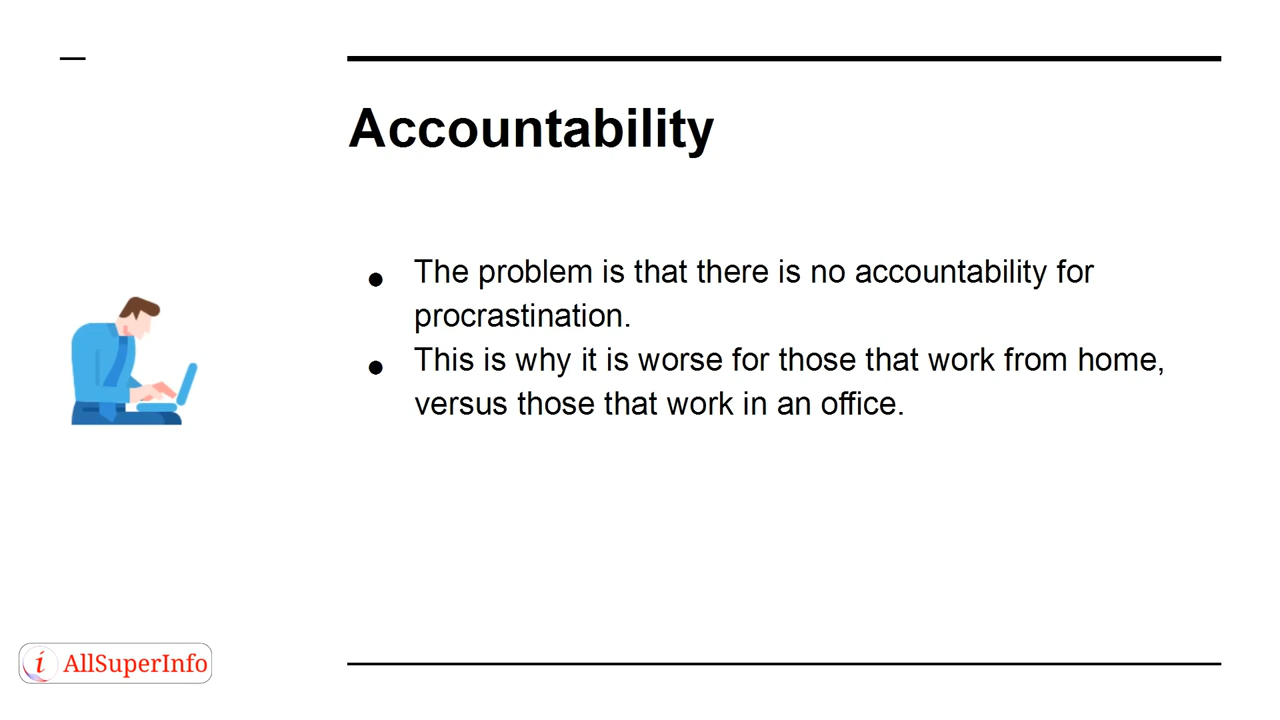 Accountability
● The problem is that there is no accountability for
procrastination.
● This is why it is worse for those that work from home,
versus those that work in an office.
i AllSuperInfo